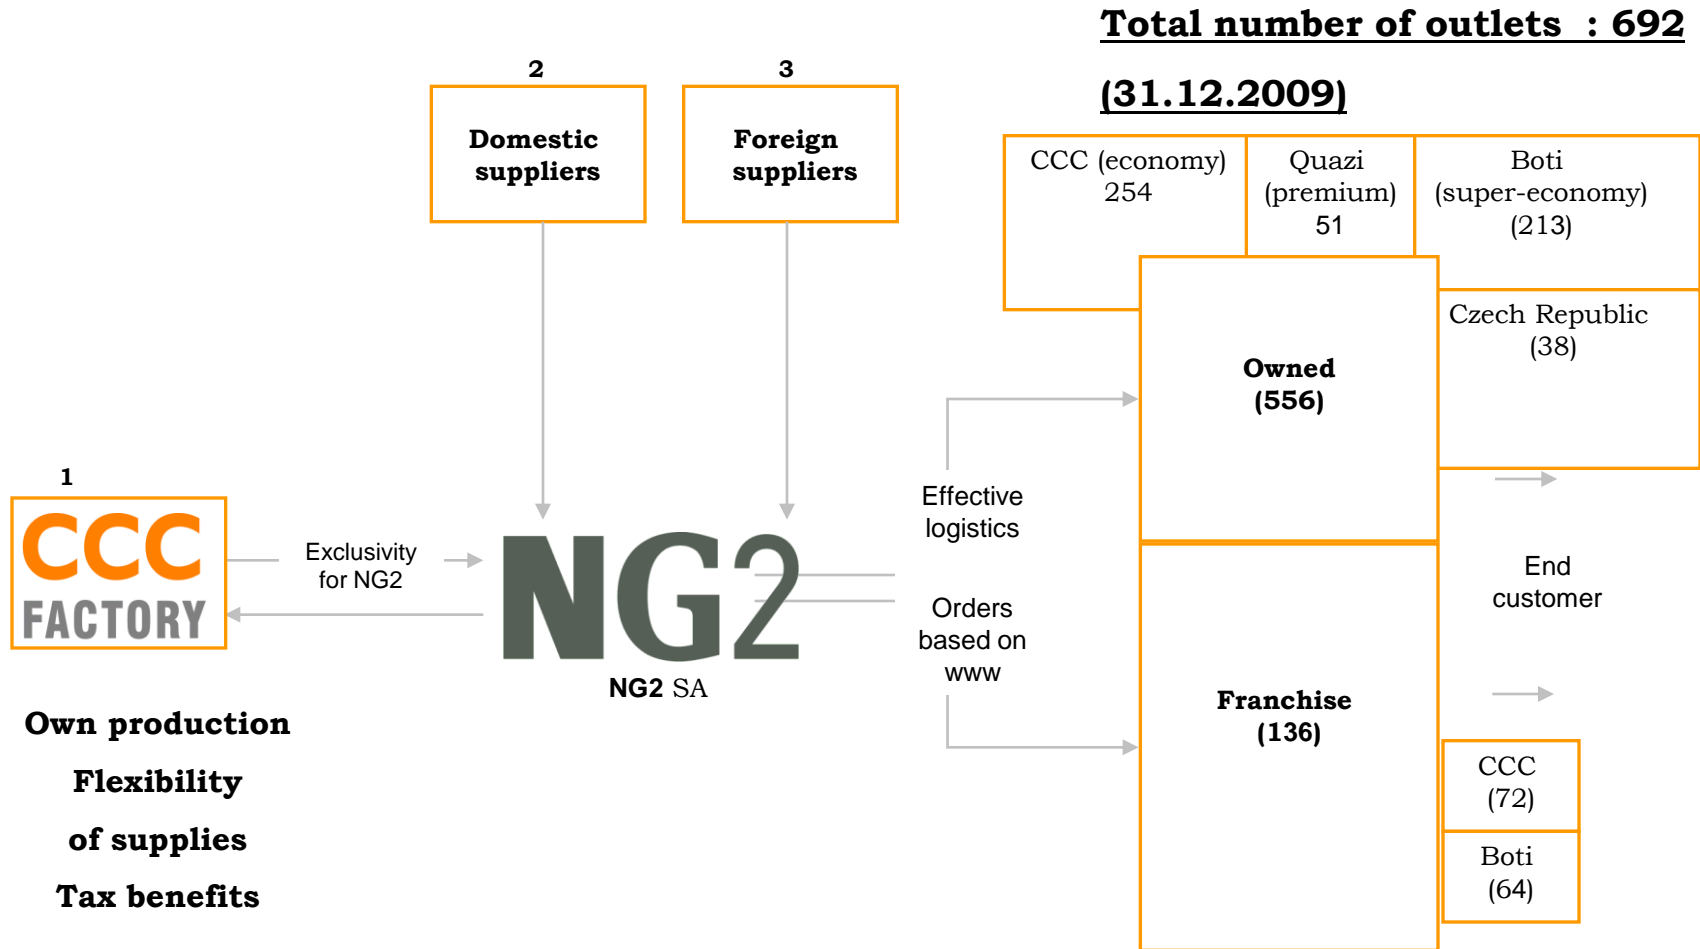 Total number of outlets : 692
(31.12.2009)
2
Domestic
suppliers
3
Foreign
suppliers
CCC (economy)
254
Quazi
(premium)
51
Boti
(super-economy)
(213)
Czech Republic
(38)
Owned
(556)
1
CCC
FACTORY
Exclusivity
for NG2
NG2
NG2 SA
Effective
logistics
Orders
based on
www
End
customer
Franchise
(136)
CCC
(72)
Boti
(64)
Own production
Flexibility
of supplies
Tax benefits